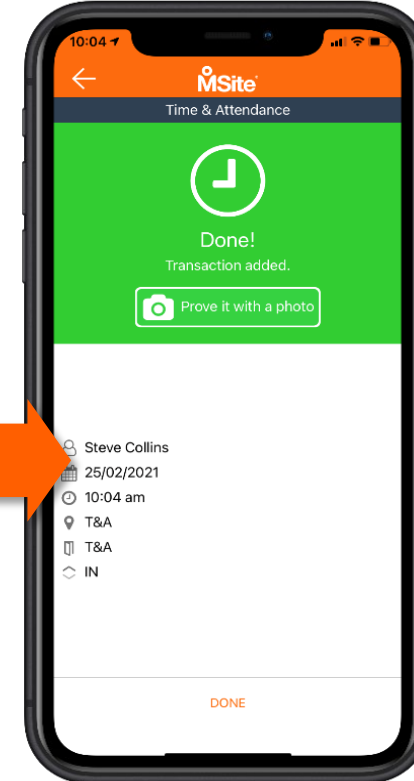 10:04
MSite
Time & Attendance
Done!
Transaction added.
Prove it with a photo
Steve Collins
25/02/2021
10:04 am
T&A
T&A
IN
DONE